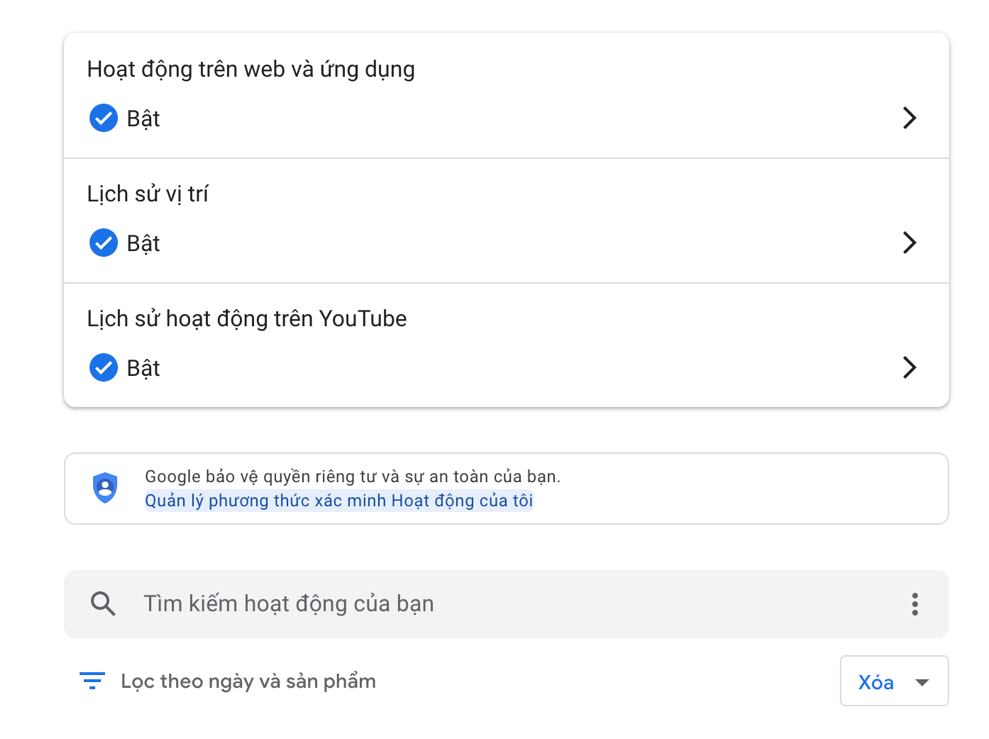 Hoạt động trên web và ứng dụng
Bật
Lịch sử vị trí
Bật
Lịch sử hoạt động trên YouTube
Bật
Google bảo vệ quyền riêng tư và sự an toàn của bạn.
Quản lý phương thức xác minh Hoạt động của tôi
Tìm kiếm hoạt động của bạn
Lọc theo ngày và sản phẩm
Xóa